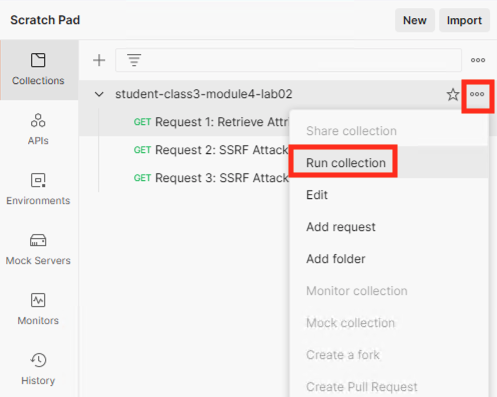 Scratch Pad
New
Import
Collections
student-class3-module4-lab02
GET Request 1: Retrieve Attr
GET Request 2: SSRF Attack
GET Request 3: SSRF Attack
APIs
Environments
Mock Servers
Monitors
History
Share collection
Run collection
Edit
Add request
Add folder
Monitor collection
Mock collection
Create a fork
Create Pull Request